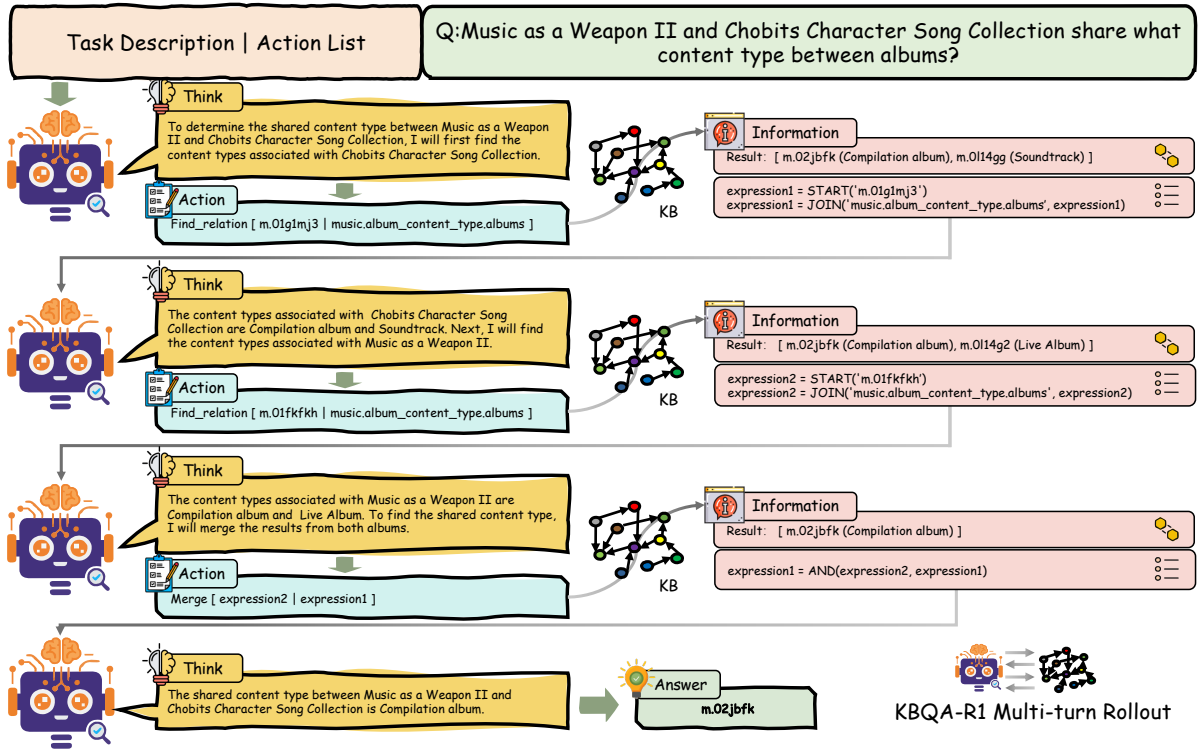 Task Description | Action List
Q:Music as a Weapon II and Chobits Character Song Collection share what
content type between albums?
Think
To determine the shared content type between Music as a Weapon
II and Chobits Character Song Collection, I will first find the
content types associated with Chobits Character Song Collection.
Action
Find_relation [ m.01g1mj3 | music.album_content_type.albums ]
KB
Information
Result: [ m.02jbfk (Compilation album), m.0l14gg (Soundtrack) ]
expression1 = START('m.01g1mj3')
expression1 = JOIN('music.album_content_type.albums', expression1)
Think
The content types associated with Chobits Character Song
Collection are Compilation album and Soundtrack. Next, I will find
the content types associated with Music as a Weapon II.
Action
Find_relation [ m.01fkfkh | music.album_content_type.albums ]
KB
Information
Result: [ m.02jbfk (Compilation album), m.0l14g2 (Live Album) ]
expression2 = START('m.01fkfkh')
expression2 = JOIN('music.album_content_type.albums', expression2)
Think
The content types associated with Music as a Weapon II are
Compilation album and Live Album. To find the shared content type,
I will merge the results from both albums.
Action
Merge [ expression2 | expression1 ]
KB
Information
Result: [ m.02jbfk (Compilation album) ]
expression1 = AND(expression2, expression1)
Think
The shared content type between Music as a Weapon II and
Chobits Character Song Collection is Compilation album.
Answer
m.02jbfk
KBQA-R1 Multi-turn Rollout